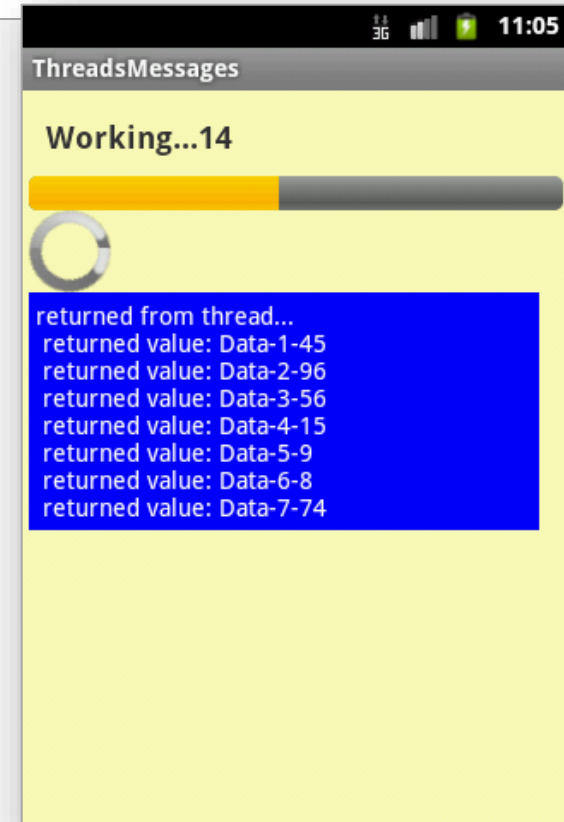 3G 11:05
ThreadsMessages
Working...14
returned from thread...
returned value: Data-1-45
returned value: Data-2-96
returned value: Data-3-56
returned value: Data-4-15
returned value: Data-5-9
returned value: Data-6-8
returned value: Data-7-74